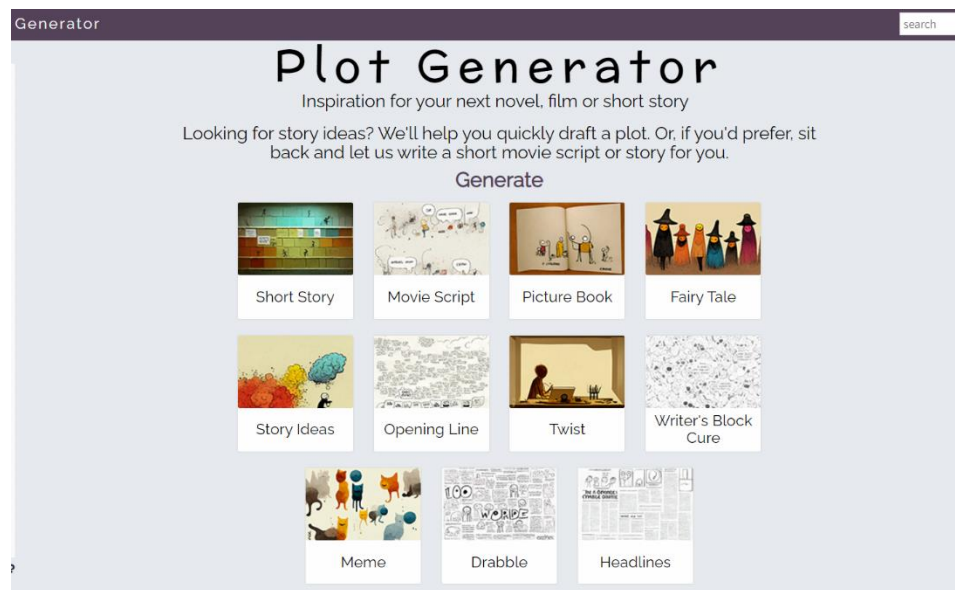 Generator
search
Plot Generator
Inspiration for your next novel, film or short story
Looking for story ideas? We'll help you quickly draft a plot. Or, if you'd prefer, sit
back and let us write a short movie script or story for you.
Generate
Short Story
Movie Script
Picture Book
Fairy Tale
Story Ideas
Opening Line
Twist
Writer's Block
Cure
100
WORDE
Meme
Drabble
Headlines
?